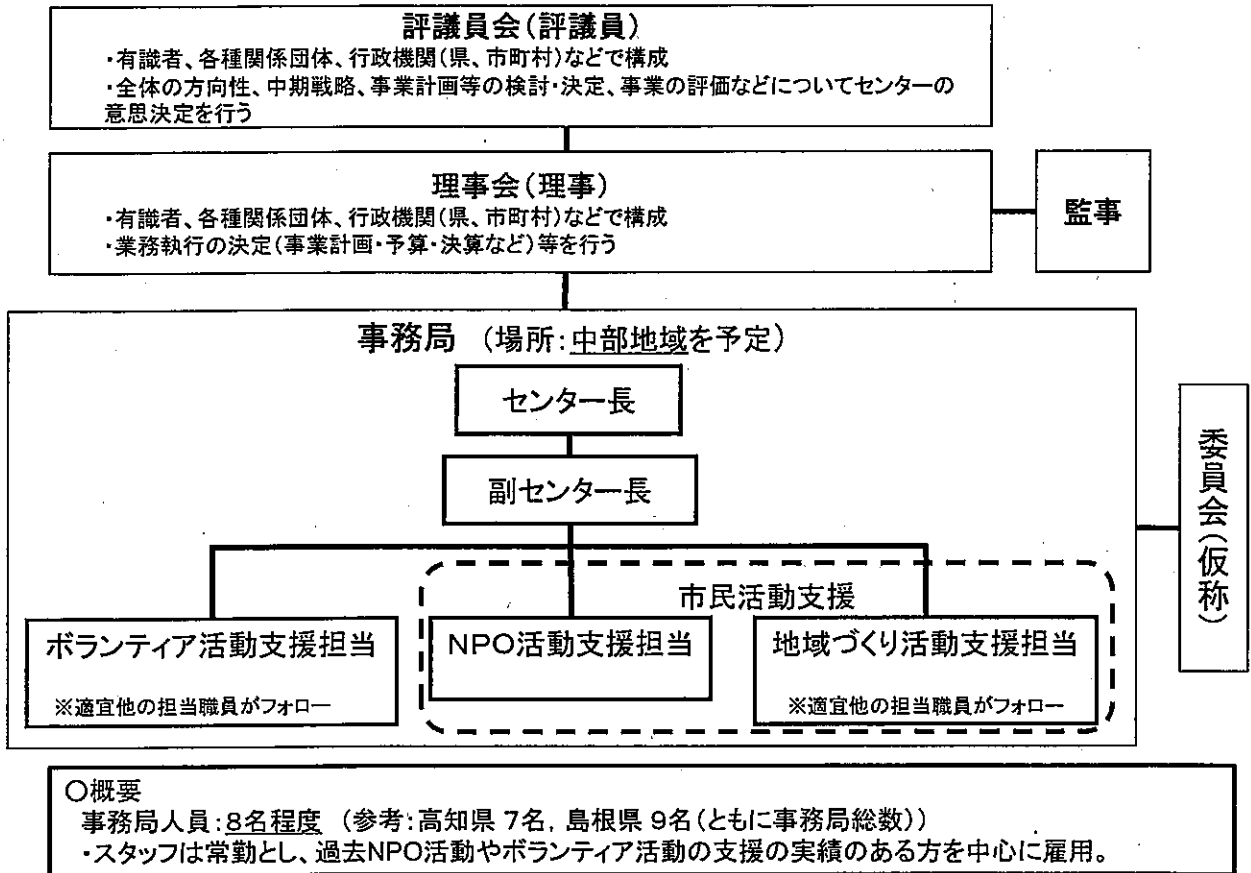 評議員会(評議員)
・有識者、各種関係団体、行政機関(県、市町村)などで構成
・全体の方向性、中期戦略、事業計画等の検討・決定、事業の評価などについてセンターの
意思決定を行う
理事会(理事)
・有識者、各種関係団体、行政機関(県、市町村)などで構成
・業務執行の決定(事業計画・予算・決算など)等を行う
監事
事務局 (場所:中部地域を予定)
センター長
副センター長
委員会(仮称)
市民活動支援
ボランティア活動支援担当
※適宜他の担当職員がフォロー
NPO活動支援担当
地域づくり活動支援担当
※適宜他の担当職員がフォロー
○概要
事務局人員:8名程度 (参考:高知県 7名, 島根県 9名(ともに事務局総数))
・スタッフは常勤とし、過去NPO活動やボランティア活動の支援の実績のある方を中心に雇用。